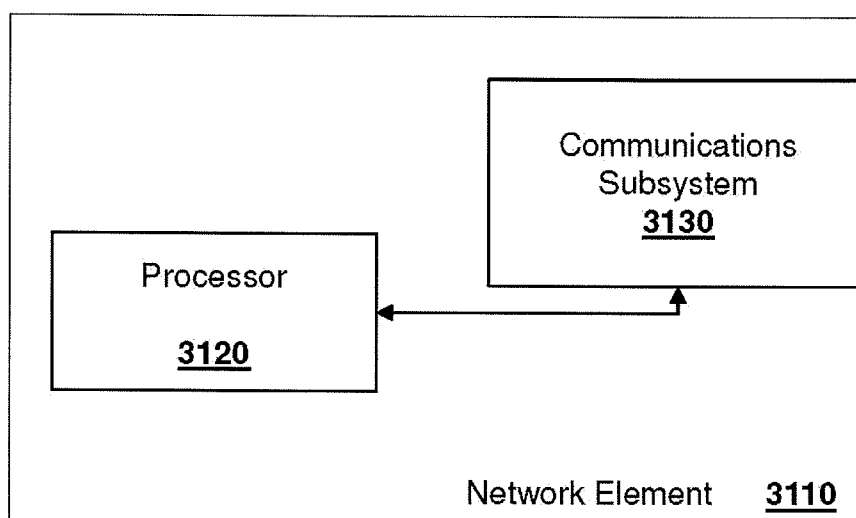 Communications
Subsystem
3130
Processor
3120
Network Element 3110